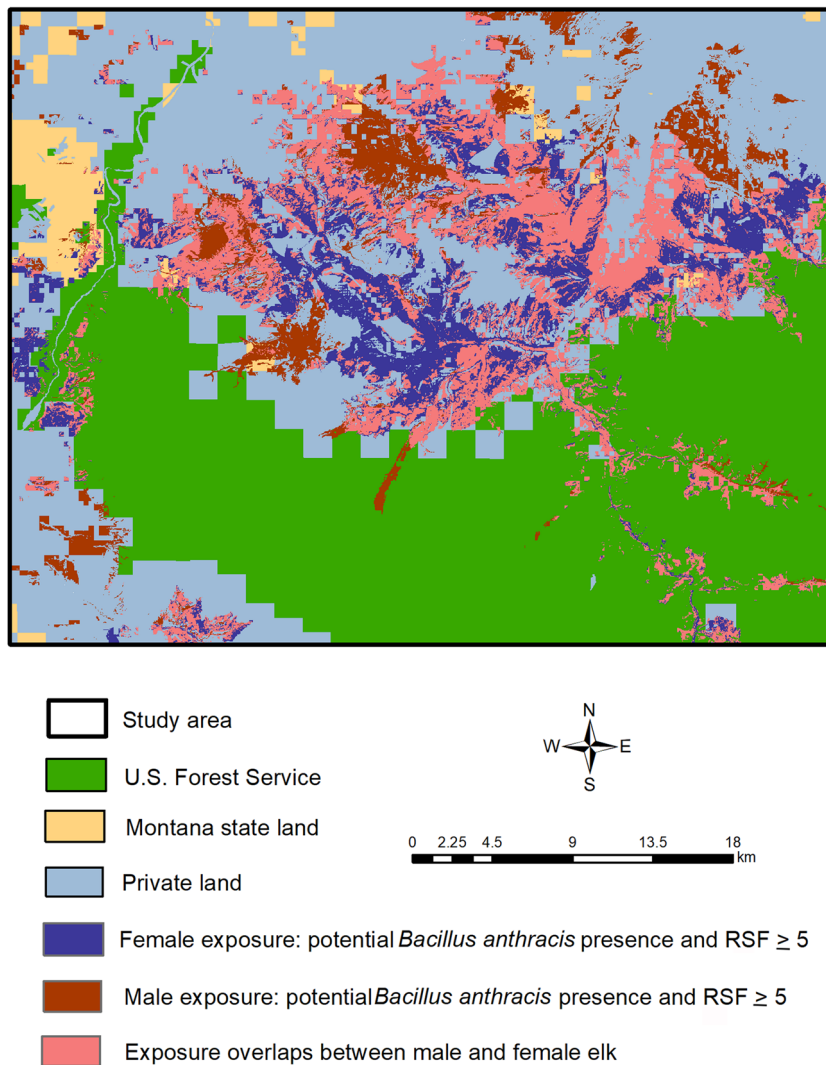 Study area
N
W E
S
U.S. Forest Service
Montana state land
0 2.25 4.5 9 13.5 18
km
Private land
Female exposure: potential Bacillus anthracis presence and RSF ≥ 5
Male exposure: potential Bacillus anthracis presence and RSF ≥ 5
Exposure overlaps between male and female elk